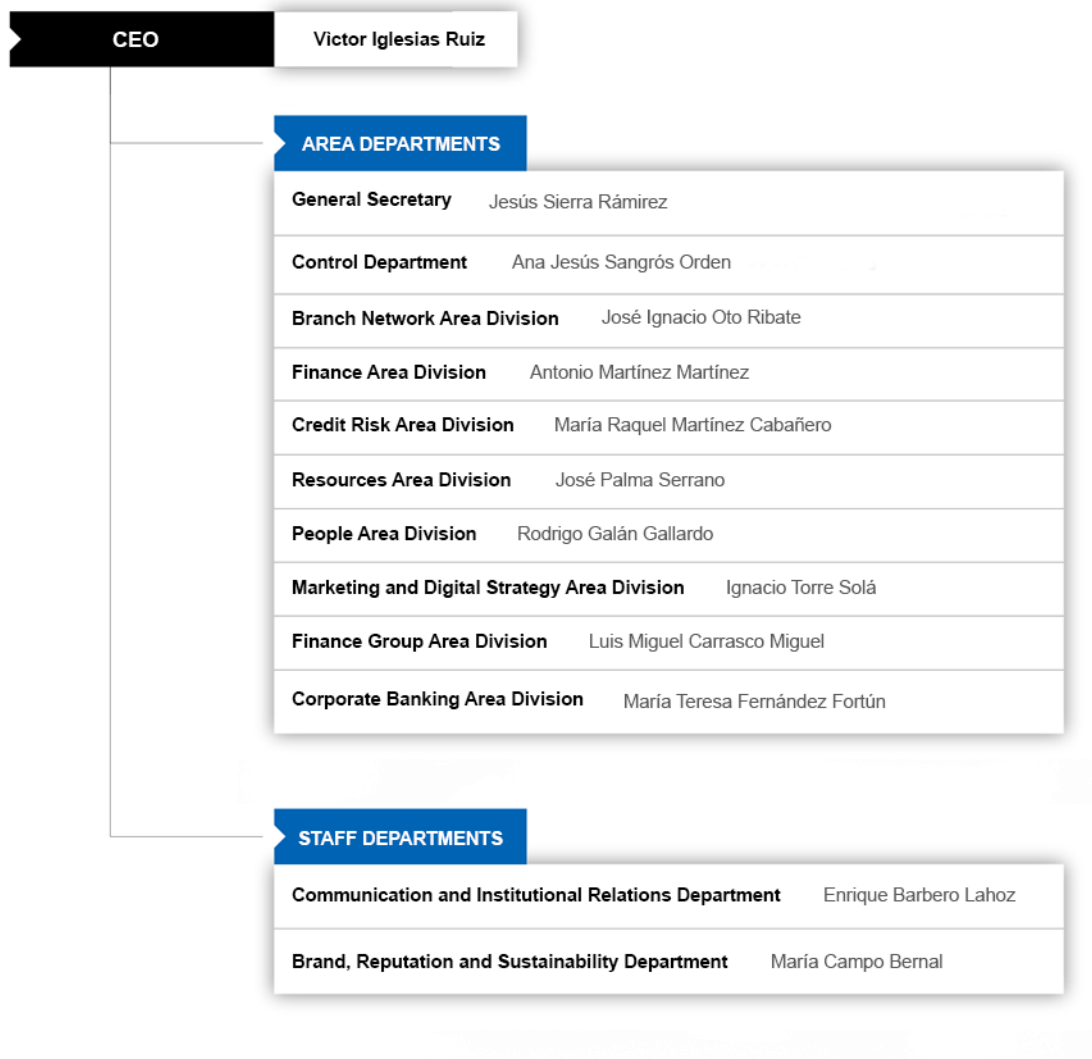 CEO Victor Iglesias Ruiz
AREA DEPARTMENTS
General Secretary Jesús Sierra Rámirez
Control Department Ana Jesús Sangrós Orden
Branch Network Area Division José Ignacio Oto Ribate
Finance Area Division Antonio Martínez Martínez
Credit Risk Area Division María Raquel Martínez Cabañero
Resources Area Division José Palma Serrano
People Area Division Rodrigo Galán Gallardo
Marketing and Digital Strategy Area Division Ignacio Torre Solá
Finance Group Area Division Luis Miguel Carrasco Miguel
Corporate Banking Area Division María Teresa Fernández Fortún
STAFF DEPARTMENTS
Communication and Institutional Relations Department Enrique Barbero Lahoz
Brand, Reputation and Sustainability Department María Campo Bernal